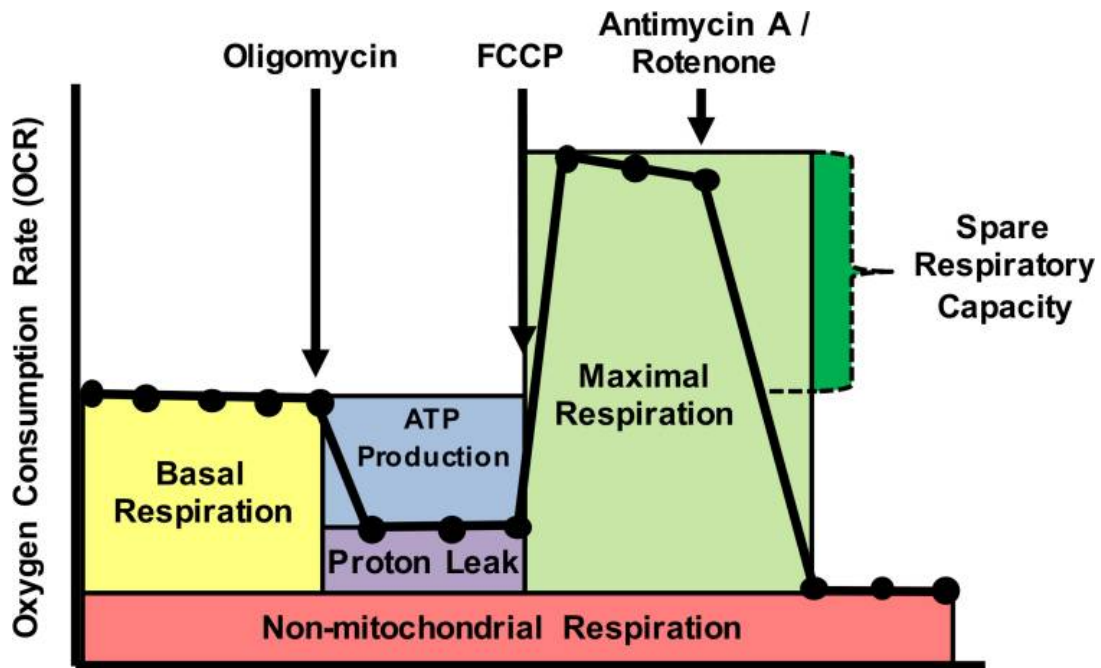 Oligomycin
FCCP
Antimycin A /
Rotenone
Oxygen Consumption Rate (OCR)
Basal
Respiration
ATP
Production
Proton Leak
Maximal
Respiration
Spare
Respiratory
Capacity
Non-mitochondrial Respiration